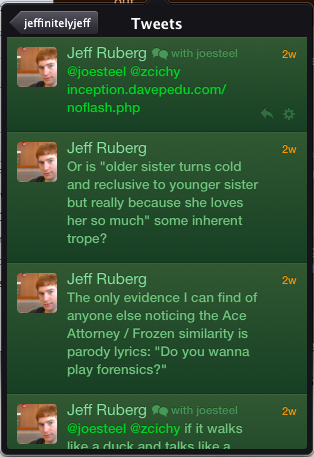 jeffinitelyjeff
Tweets
Jeff Ruberg with joesteel 2w
@joesteel @zcichy
inception.davepedu.com/
noflash.php
Jeff Ruberg 2w
Or is "older sister turns cold
and reclusive to younger sister
but really because she loves
her so much" some inherent
trope?
Jeff Ruberg 2w
The only evidence I can find of
anyone else noticing the Ace
Attorney / Frozen similarity is
parody lyrics: "Do you wanna
play forensics?"
Jeff Ruberg with joesteel 2w
@joesteel @zcichy if it walks
like a duck and talks like a